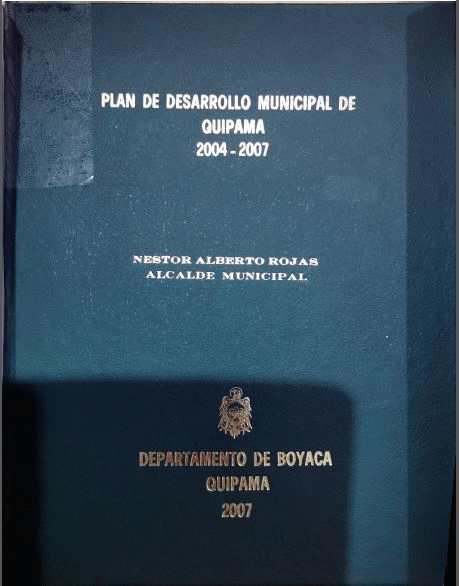 PLAN DE DESARROLLO MUNICIPAL DE
QUIPAMA
2004-2007
NESTOR ALBERTO ROJAS
ALCALDE MUNICIPAL
DEPARTAMENTO DE BOYACA
QUIPAMA
2007